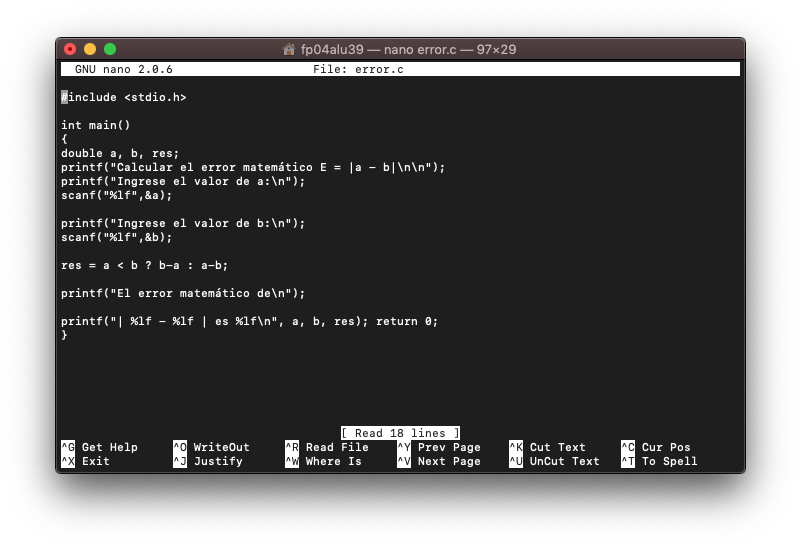 fp04alu39 — nano error.c — 97×29
GNU nano 2.0.6 File: error.c
#include <stdio.h>
int main()
{
double a, b, res;
printf("Calcular el error matemático E = |a - b|\n\n");
printf("Ingrese el valor de a:\n");
scanf("%lf",&a);
printf("Ingrese el valor de b:\n");
scanf("%lf",&b);
res = a < b ? b-a : a-b;
printf("El error matemático de\n");
printf("| %lf - %lf | es %lf\n", a, b, res); return 0;
}
[ Read 18 lines ]
^G Get Help ^O WriteOut ^R Read File ^Y Prev Page ^K Cut Text ^C Cur Pos
^X Exit ^J Justify ^W Where Is ^V Next Page ^U UnCut Text ^T To Spell